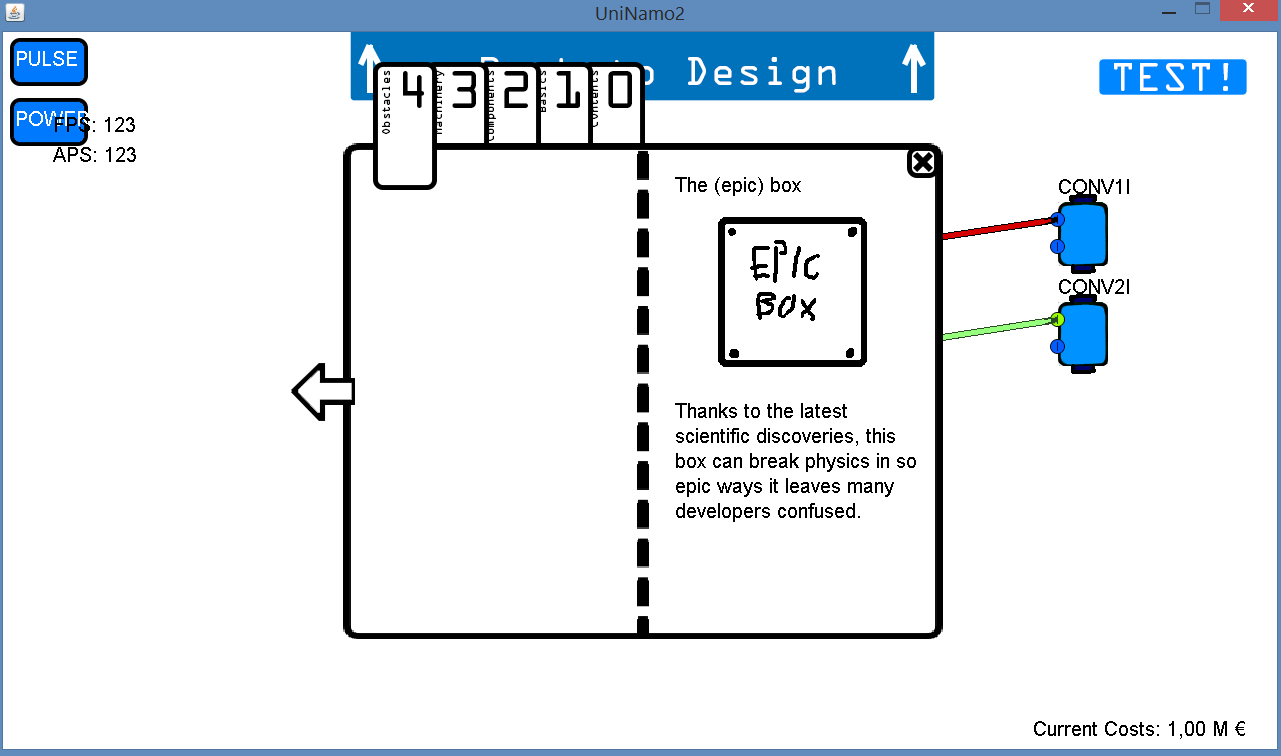 UniNamo2
PULSE
POWER
FPS: 123
APS: 123
to Design
TEST!
Obstacles 4
Machinery 3
Components 2
Basics 1
Contents 0
The (epic) box
EPIC
BOX
Thanks to the latest
scientific discoveries, this
box can break physics in so
epic ways it leaves many
developers confused.
CONV1I
CONV2I
Current Costs: 1,00 M €